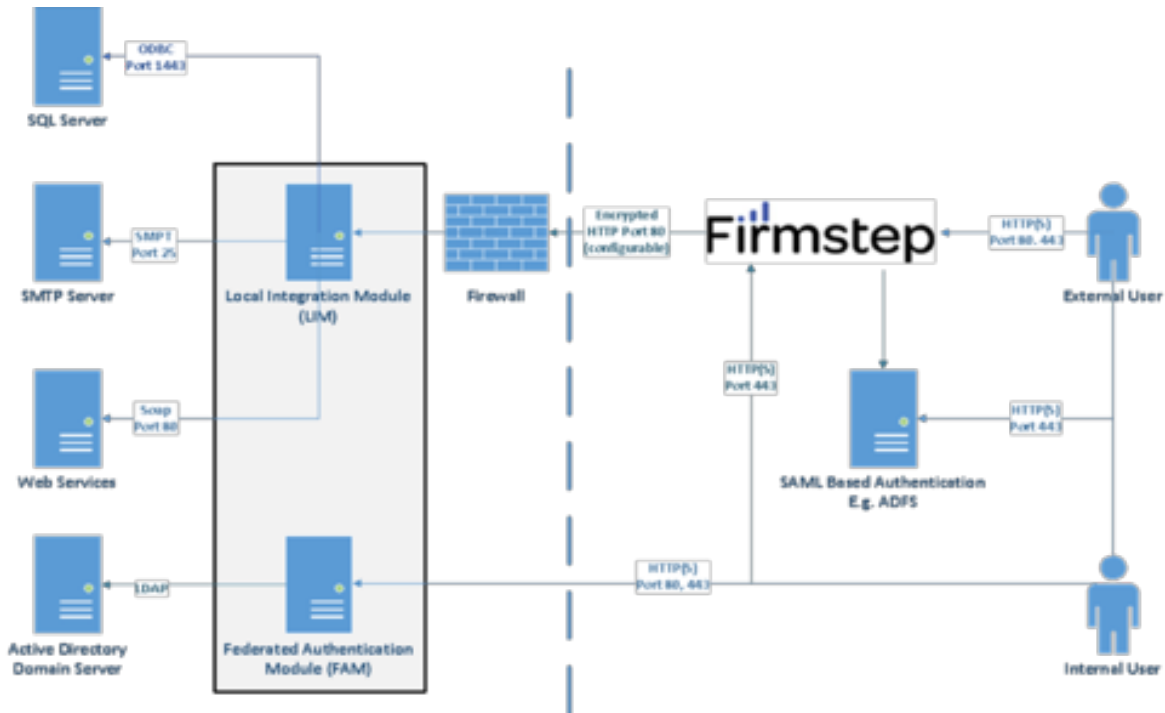 ODBC
Port 1443
SQL Server
SMPT
Port 25
SMTP Server
Local Integration Module
(LIM)
Firewall
Encrypted
HTTP Port 80
(configurable)
Firmstep
HTTP(S)
Port 80, 443
External User
HTTP(S)
Port 443
Soup
Port 80
Web Services
HTTP(S)
Port 443
SAML Based Authentication
E.g. ADFS
LDAP
Active Directory
Domain Server
Federated Authentication
Module (FAM)
HTTP(S)
Port 80, 443
Internal User